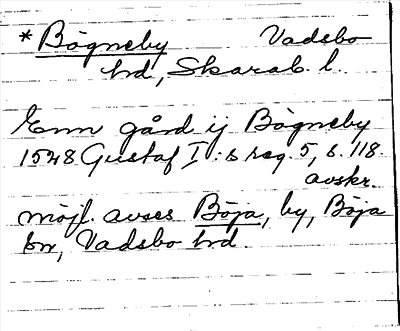 *Bögneby Vadsbo
hd, Skarab. l.
Enn gård ij Bögneby
1528 Gustaf I:s reg. 5, s. 118.
avskr.
möjl. avses Böja, by, Böja
sn, Vadsbo hd.